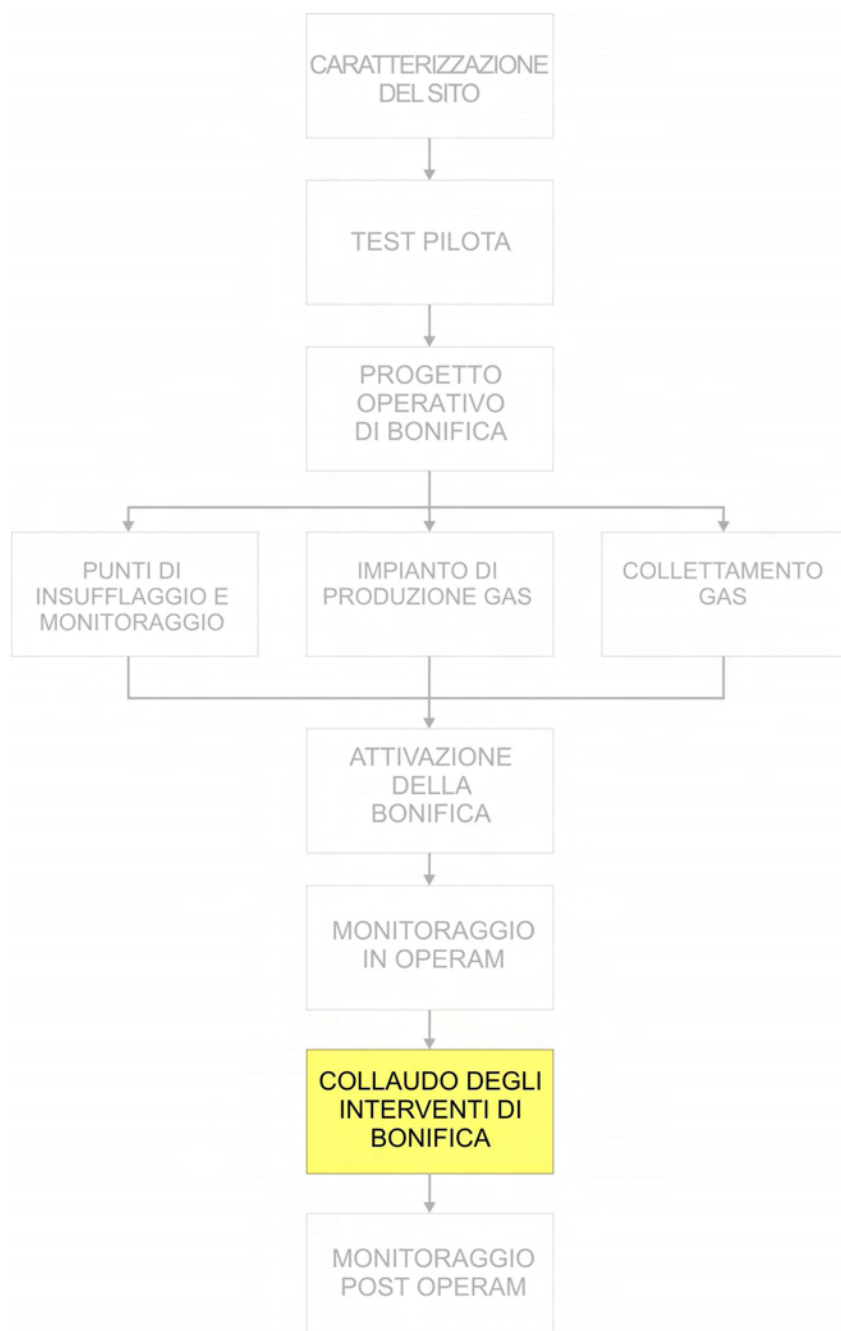 CARATTERIZZAZIONE
DEL SITO
TEST PILOTA
PROGETTO
OPERATIVO
DI BONIFICA
PUNTI DI
INSUFFLAGGIO E
MONITORAGGIO
IMPIANTO DI
PRODUZIONE GAS
COLLETTAMENTO
GAS
ATTIVAZIONE
DELLA
BONIFICA
MONITORAGGIO
IN OPERAM
COLLAUDO DEGLI
INTERVENTI DI
BONIFICA
MONITORAGGIO
POST OPERAM